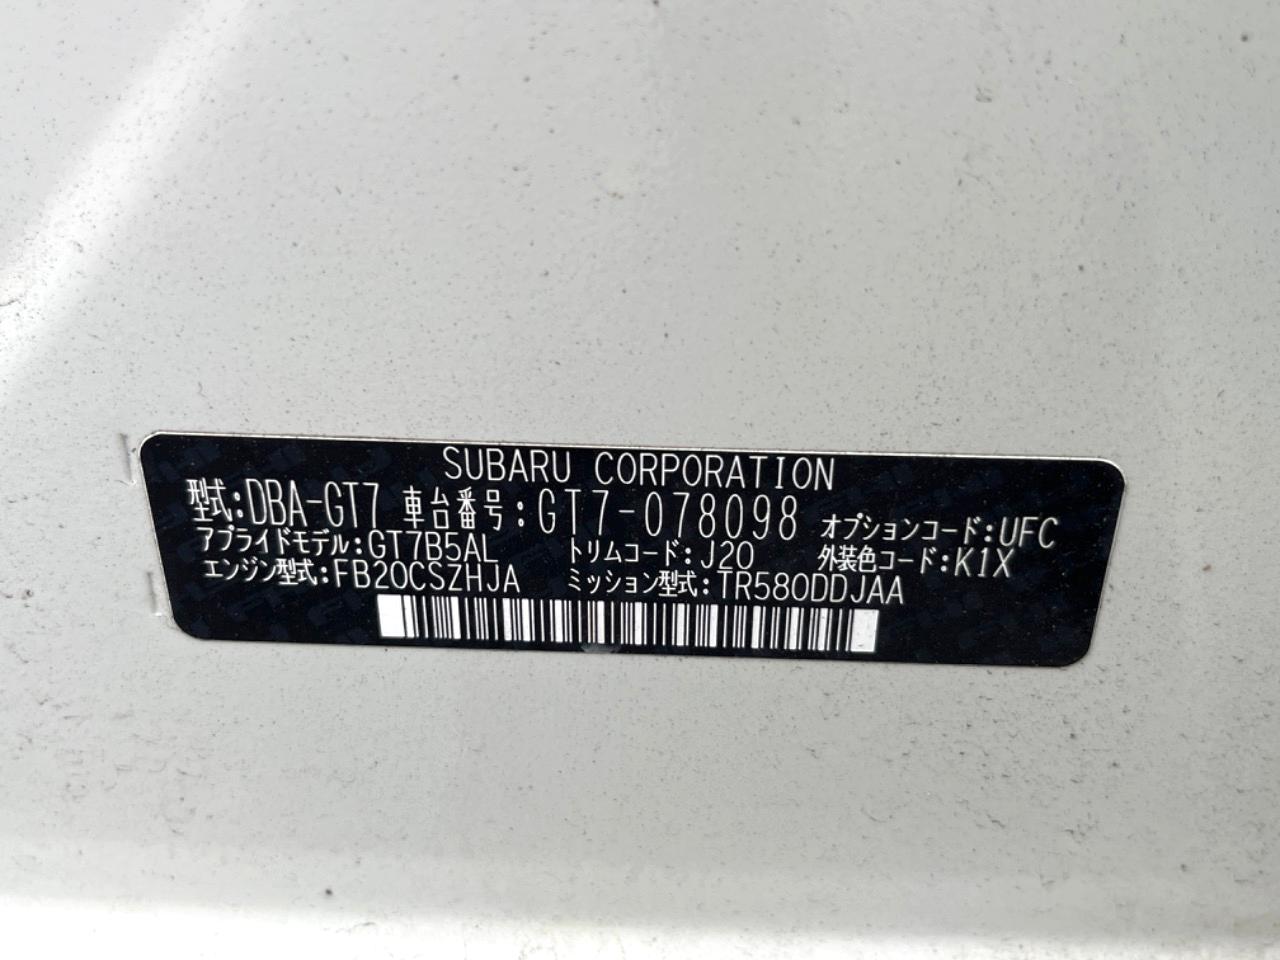 SUBARU CORPORATION
型式:DBA-GT7 車台番号:GT7-078098 オプションコード:UFC
アプライドモデル:GT7B5AL トリムコード:J20 外装色コード:K1X
エンジン型式:FB20CSZHJA ミッション型式:TR580DDJAA